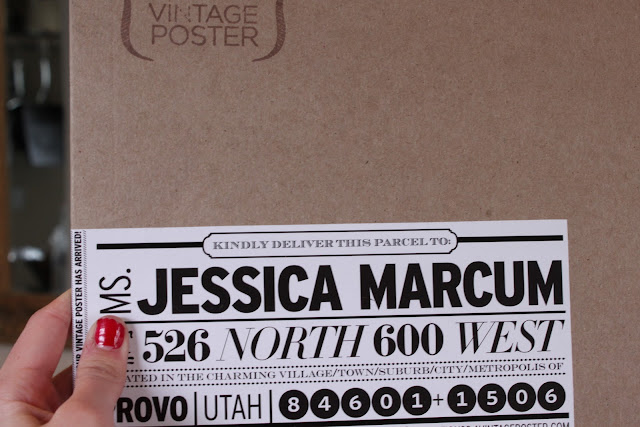 VINTAGE
POSTER
VINTAGE POSTER HAS ARRIVED!
KINDLY DELIVER THIS PARCEL TO:
MS. JESSICA MARCUM
526 NORTH 600 WEST
IN THE CHARMING VILLAGE/TOWN/SUBURB/CITY/METROPOLIS OF
PROVO | UTAH | 84601+1506